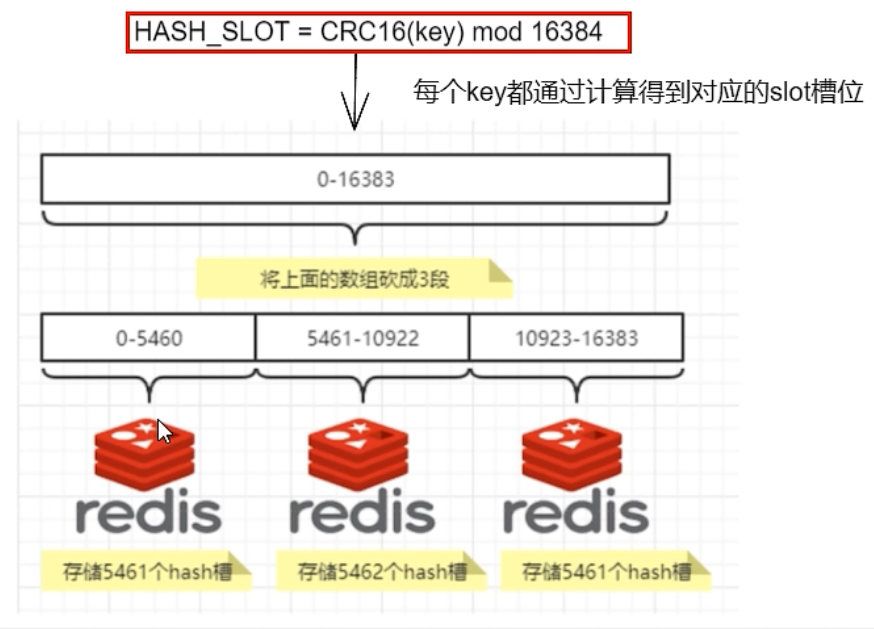 HASH_SLOT = CRC16(key) mod 16384
每个key都通过计算得到对应的slot槽位
0-16383
将上面的数组砍成3段
0-5460 5461-10922 10923-16383
redis redis redis
存储5461个hash槽 存储5462个hash槽 存储5461个hash槽